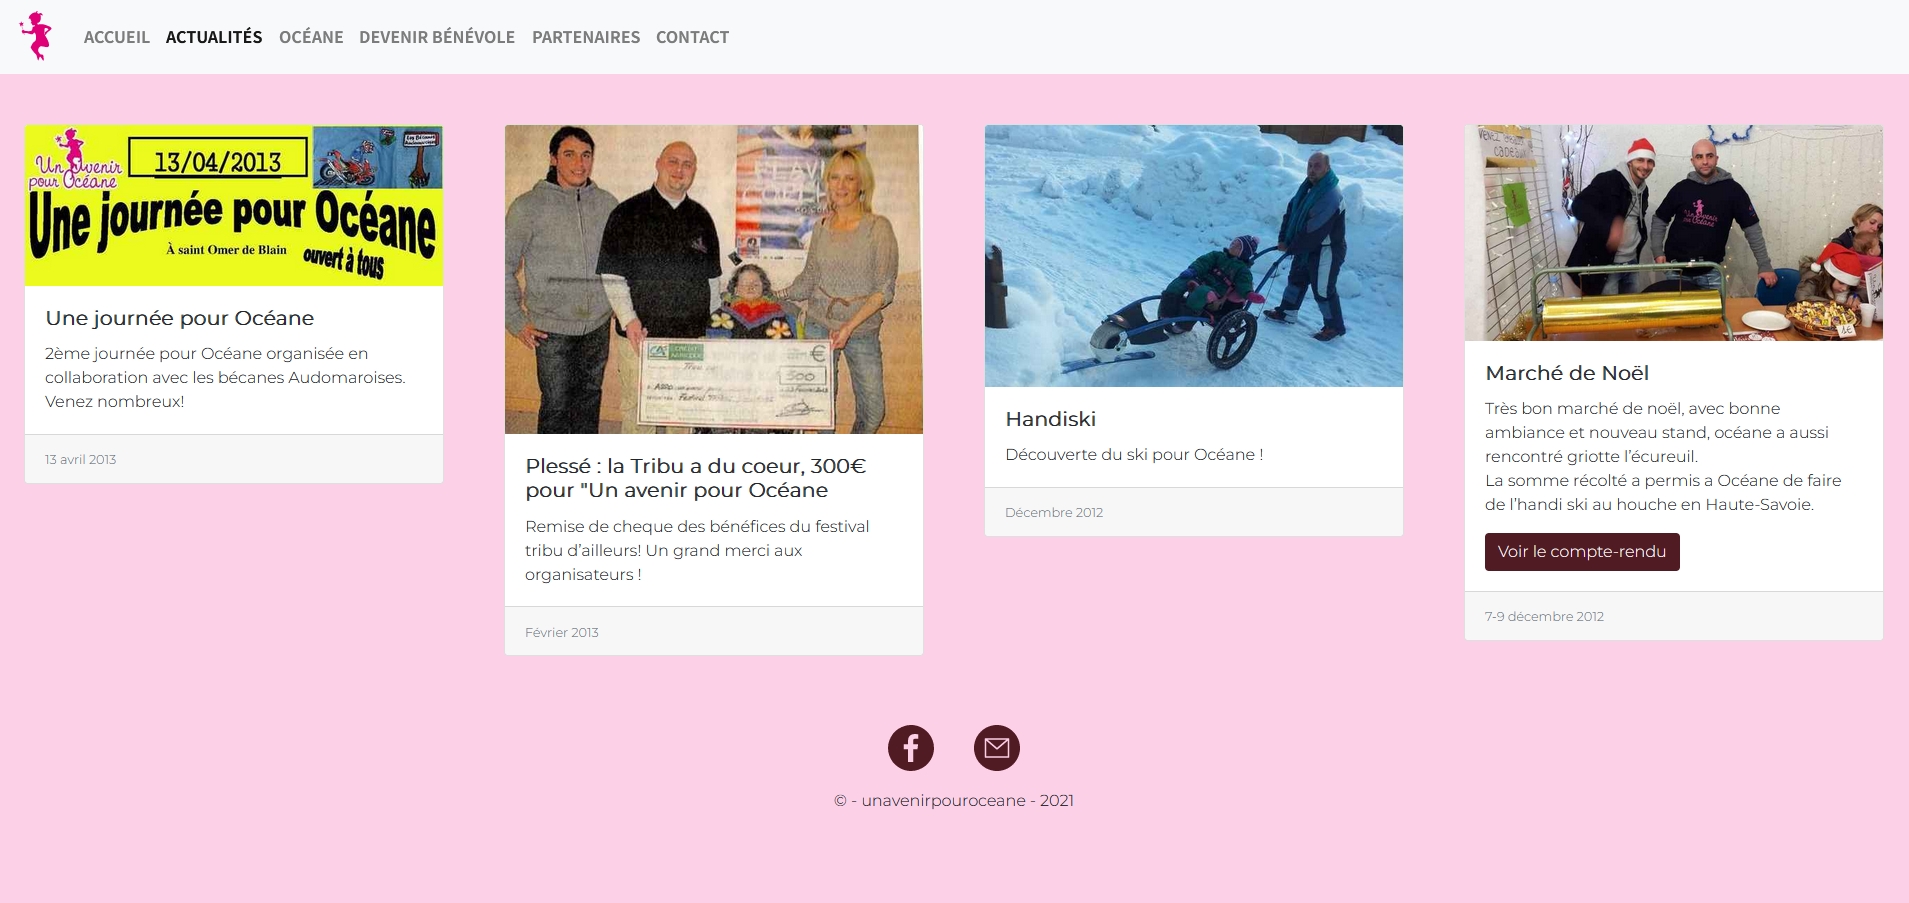 ACCUEIL ACTUALITÉS OCÉANE DEVENIR BÉNÉVOLE PARTENAIRES CONTACT
Un Avenir
pour Océane
13/04/2013
Une journée pour Océane
À saint Omer de Blain
ouvert à tous
Une journée pour Océane
2ème journée pour Océane organisée en
collaboration avec les bécanes Audomaroises.
Venez nombreux!
13 avril 2013
300
Plessé : la Tribu a du coeur, 300€
pour "Un avenir pour Océane
Remise de cheque des bénéfices du festival
tribu d’ailleurs! Un grand merci aux
organisateurs !
Février 2013
Handiski
Découverte du ski pour Océane !
Décembre 2012
Un Avenir
pour Océane
1€
Marché de Noël
Très bon marché de noël, avec bonne
ambiance et nouveau stand, océane a aussi
rencontré griotte l’écureuil.
La somme récolté a permis a Océane de faire
de l’handi ski au houche en Haute-Savoie.
Voir le compte-rendu
7-9 décembre 2012
© - unavenirpouroceane - 2021